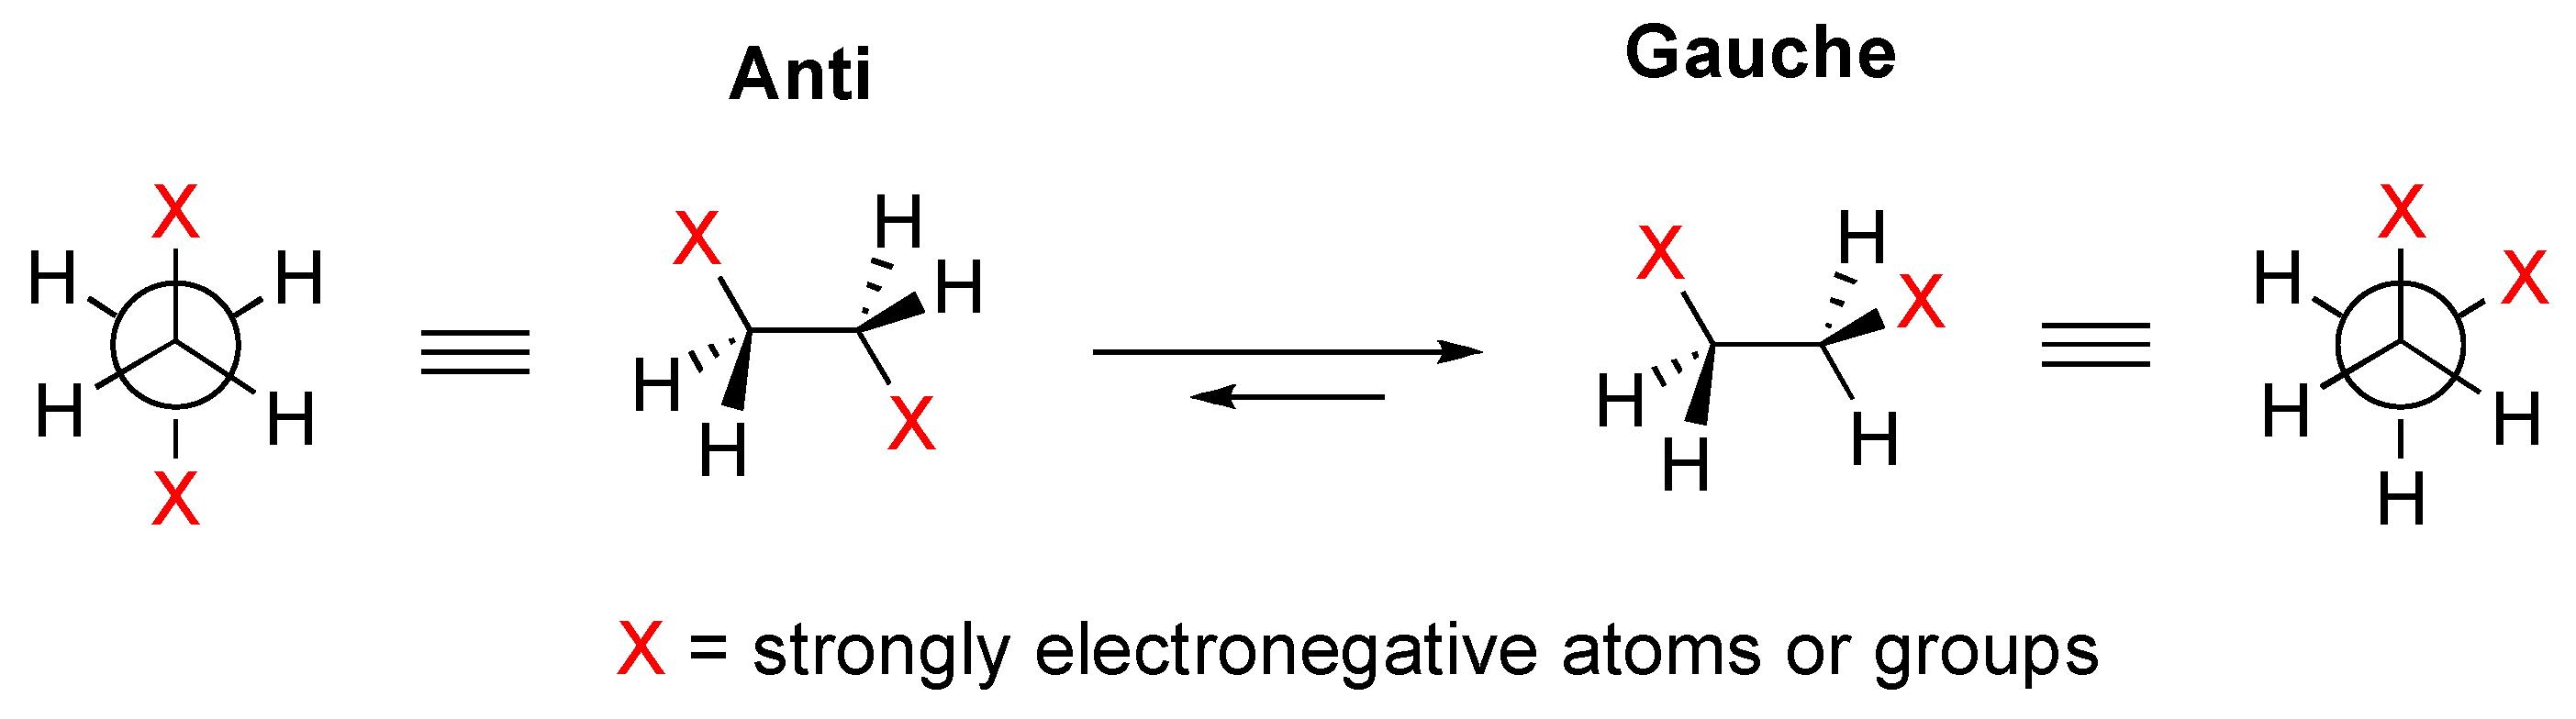 Anti
Gauche
X
H
H
H
H
X
X
H
H
H
H
X
X
H
X
H
H
H
X
X
H
H
H
H
X = strongly electronegative atoms or groups